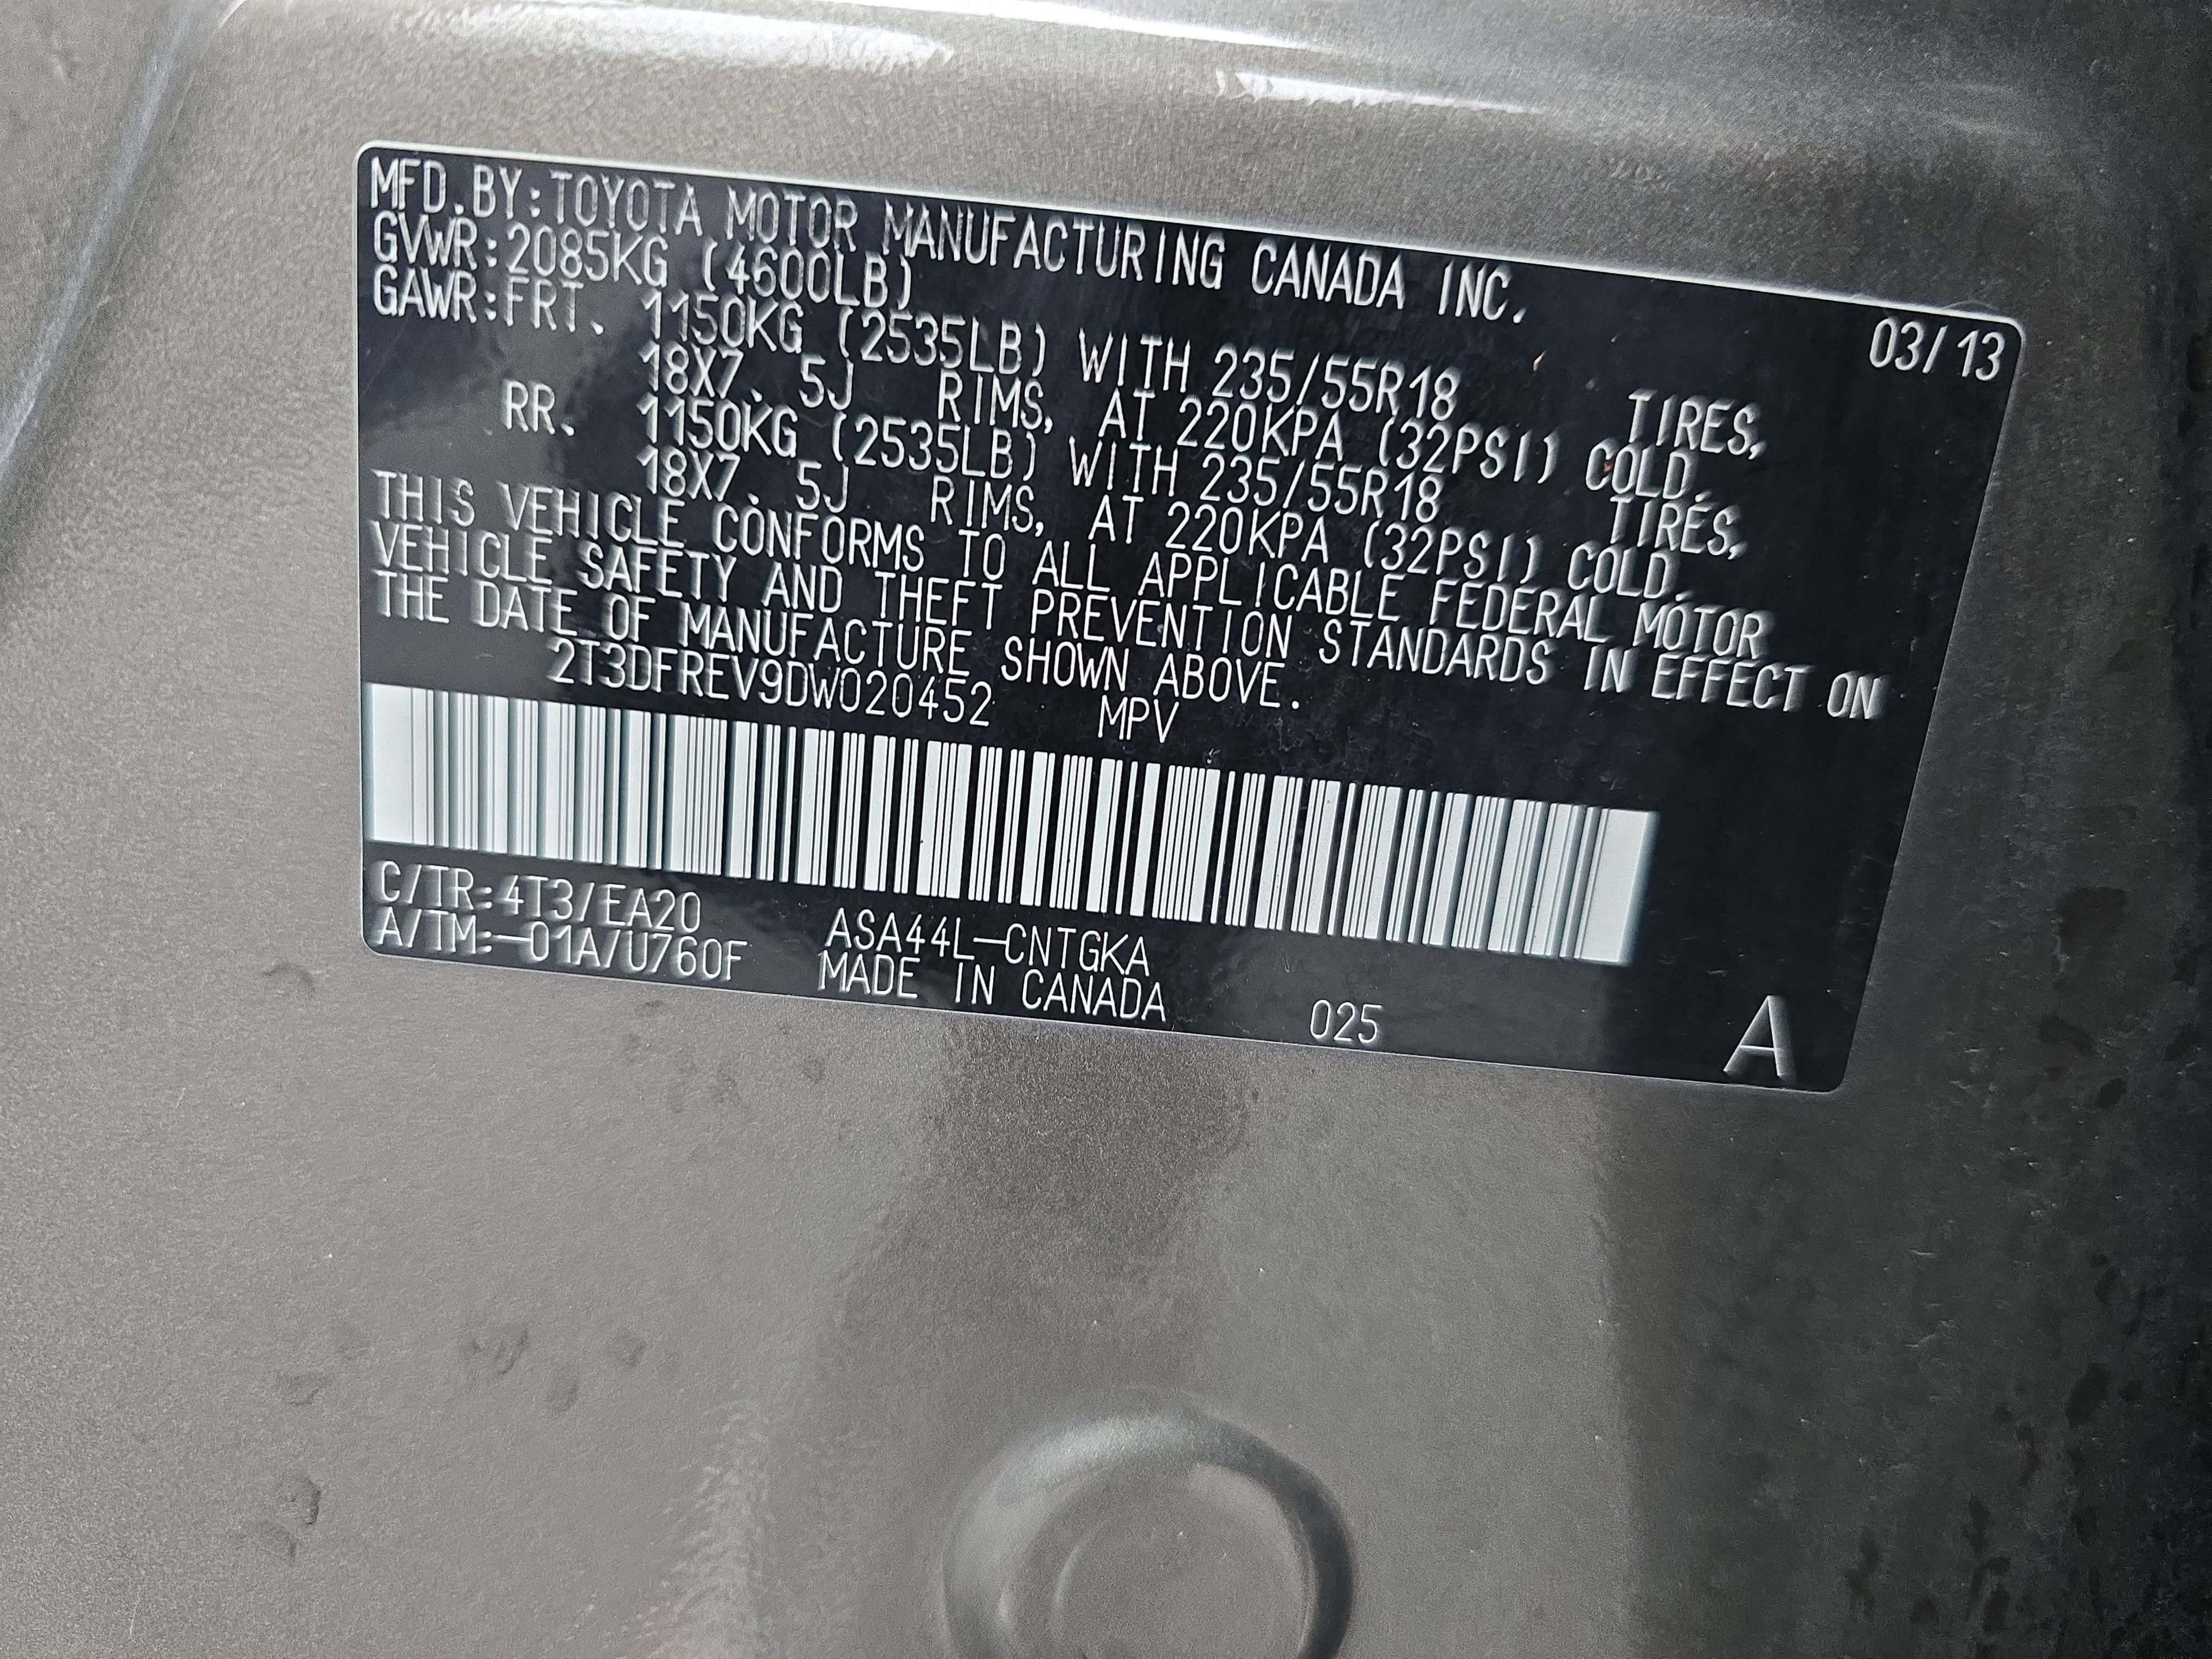 MFD.BY:TOYOTA MOTOR MANUFACTURING CANADA INC. 03/13
GVWR:2085KG (4600LB)
GAWR:FRT. 1150KG (2535LB) WITH 235/55R18 TIRES,
18X7. 5J RIMS, AT 220KPA (32PSI) COLD.
RR. 1150KG (2535LB) WITH 235/55R18 TIRES,
18X7. 5J RIMS, AT 220KPA (32PSI) COLD.
THIS VEHICLE CONFORMS TO ALL APPLICABLE FEDERAL MOTOR
VEHICLE SAFETY AND THEFT PREVENTION STANDARDS IN EFFECT ON
THE DATE OF MANUFACTURE SHOWN ABOVE.
2T3DFREV9DW020452 MPV
C/TR:4T3/EA20 ASA44L-CNTGKA
A/TM:-01A/U760F MADE IN CANADA 025 A